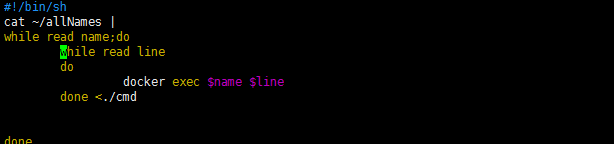 #!/bin/sh
cat ~/allNames |
while read name;do
while read line
do
docker exec $name $line
done <./cmd
done